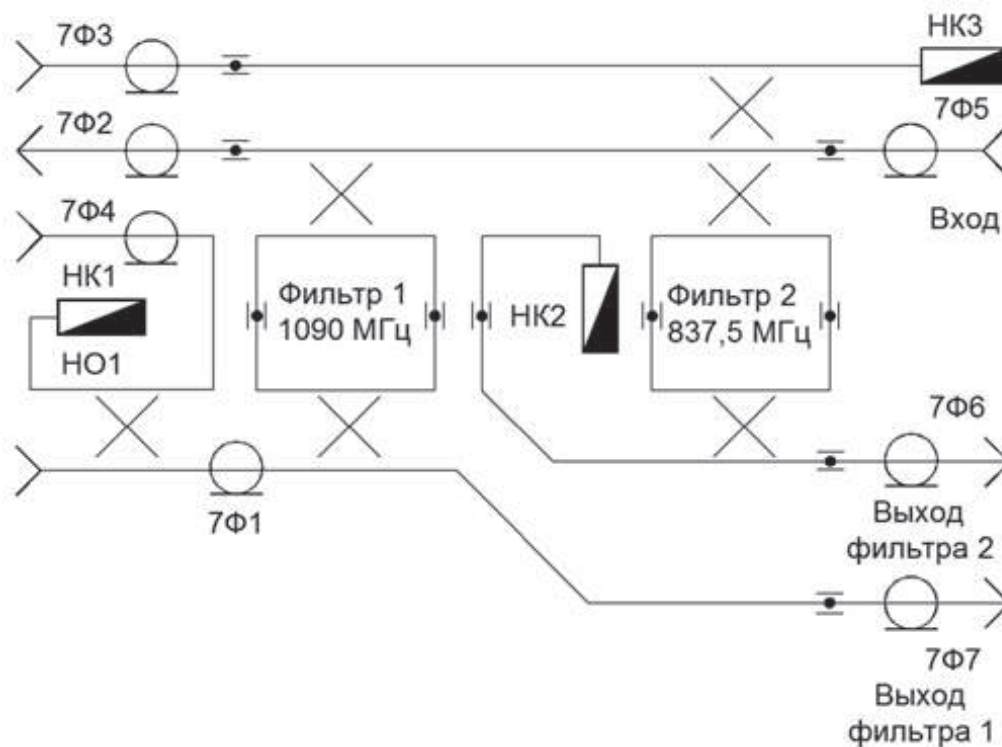 7Ф3
НК3
7Ф2
7Ф5
7Ф4
Вход
НК1
НО1
Фильтр 1
1090 МГц
НК2
Фильтр 2
837,5 МГц
7Ф6
7Ф1
Выход
фильтра 2
7Ф7
Выход
фильтра 1